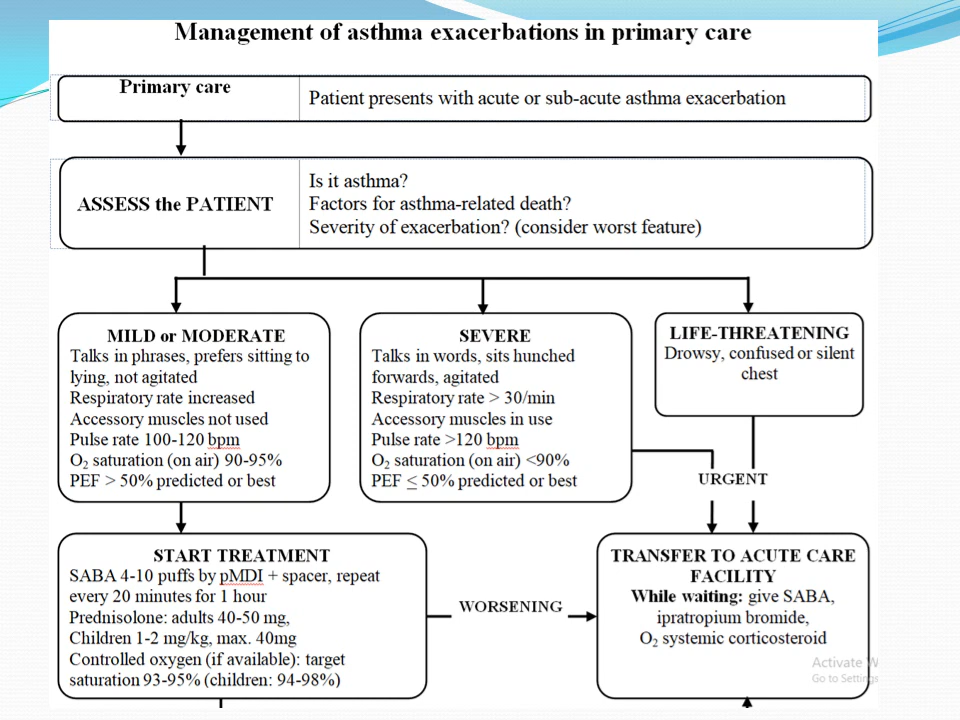 Management of asthma exacerbations in primary care
Primary care
Patient presents with acute or sub-acute asthma exacerbation
ASSESS the PATIENT
Is it asthma?
Factors for asthma-related death?
Severity of exacerbation? (consider worst feature)
MILD or MODERATE
Talks in phrases, prefers sitting to
lying, not agitated
Respiratory rate increased
Accessory muscles not used
Pulse rate 100-120 bpm
O₂ saturation (on air) 90-95%
PEF > 50% predicted or best
SEVERE
Talks in words, sits hunched
forwards, agitated
Respiratory rate > 30/min
Accessory muscles in use
Pulse rate >120 bpm
O₂ saturation (on air) <90%
PEF ≤ 50% predicted or best
LIFE-THREATENING
Drowsy, confused or silent
chest
URGENT
START TREATMENT
SABA 4-10 puffs by pMDI + spacer, repeat
every 20 minutes for 1 hour
Prednisolone: adults 40-50 mg,
Children 1-2 mg/kg, max. 40mg
Controlled oxygen (if available): target
saturation 93-95% (children: 94-98%)
WORSENING
TRANSFER TO ACUTE CARE
FACILITY
While waiting: give SABA,
ipratropium bromide,
O₂ systemic corticosteroid
Activate W
Go to Settings